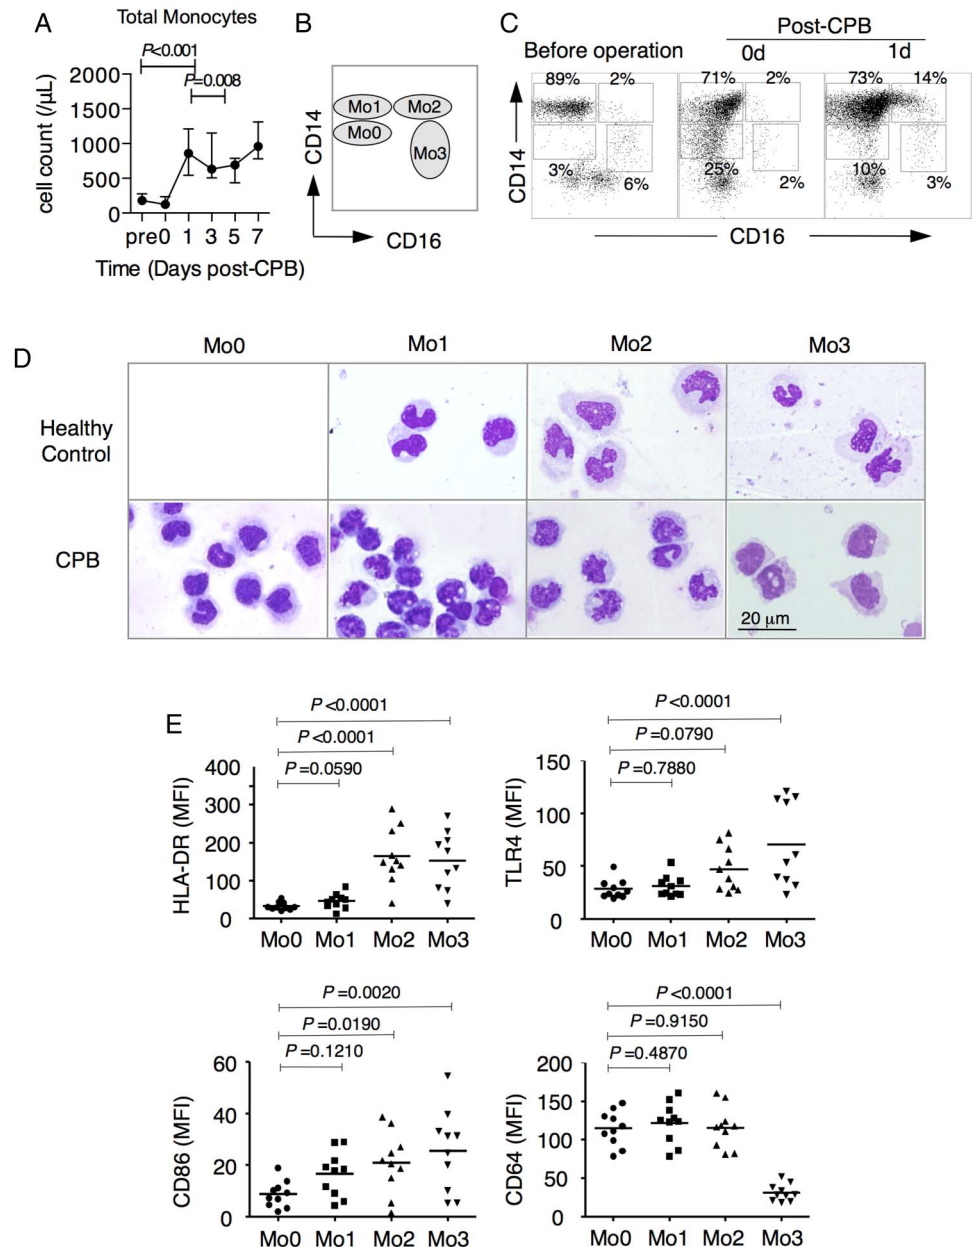 A
Total Monocytes
P<0.001
P=0.008
2000
1500
1000
500
0
cell count (/μL)
pre0 1 3 5 7
Time (Days post-CPB)
B
CD14
Mo1
Mo2
Mo0
Mo3
CD16
C
Post-CPB
Before operation 0d 1d
89% 2% 71% 2% 73% 14%
3% 6% 25% 2% 10% 3%
CD14
CD16
D
Mo0 Mo1 Mo2 Mo3
Healthy
Control
CPB
20 μm
E
P <0.0001
P <0.0001
P =0.0590
400
300
200
100
0
HLA-DR (MFI)
Mo0 Mo1 Mo2 Mo3
P <0.0001
P =0.0790
P =0.7880
150
100
50
0
TLR4 (MFI)
Mo0 Mo1 Mo2 Mo3
P =0.0020
P =0.0190
P =0.1210
60
40
20
0
CD86 (MFI)
Mo0 Mo1 Mo2 Mo3
P <0.0001
P =0.9150
P =0.4870
200
150
100
50
0
CD64 (MFI)
Mo0 Mo1 Mo2 Mo3